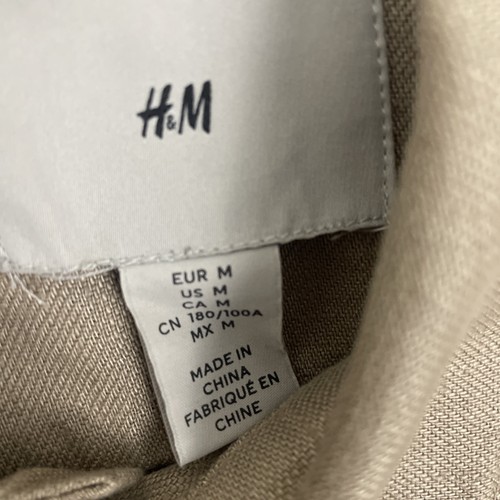 H&M
EUR M
US M
CA M
CN 180/100A
MX M
MADE IN
CHINA
FABRIQUÉ EN
CHINE